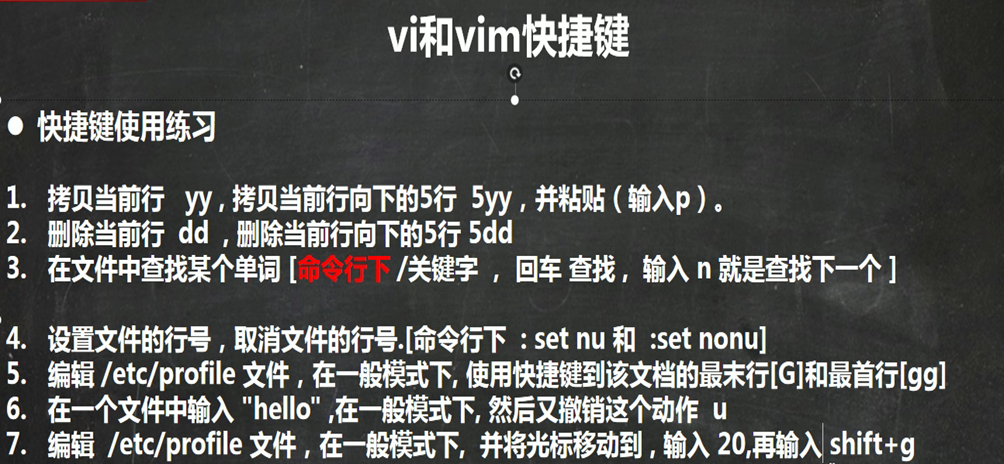 vi和vim快捷键
● 快捷键使用练习
1. 拷贝当前行 yy , 拷贝当前行向下的5行 5yy，并粘贴（输入p）。
2. 删除当前行 dd , 删除当前行向下的5行 5dd
3. 在文件中查找某个单词 [命令行下 /关键字 ， 回车 查找 , 输入 n 就是查找下一个 ]
4. 设置文件的行号，取消文件的行号.[命令行下 : set nu 和 :set nonu]
5. 编辑 /etc/profile 文件，在一般模式下, 使用快捷键到该文档的最末行[G]和最首行[gg]
6. 在一个文件中输入 "hello" ,在一般模式下, 然后又撤销这个动作 u
7. 编辑 /etc/profile 文件，在一般模式下, 并将光标移动到 , 输入 20,再输入 shift+g